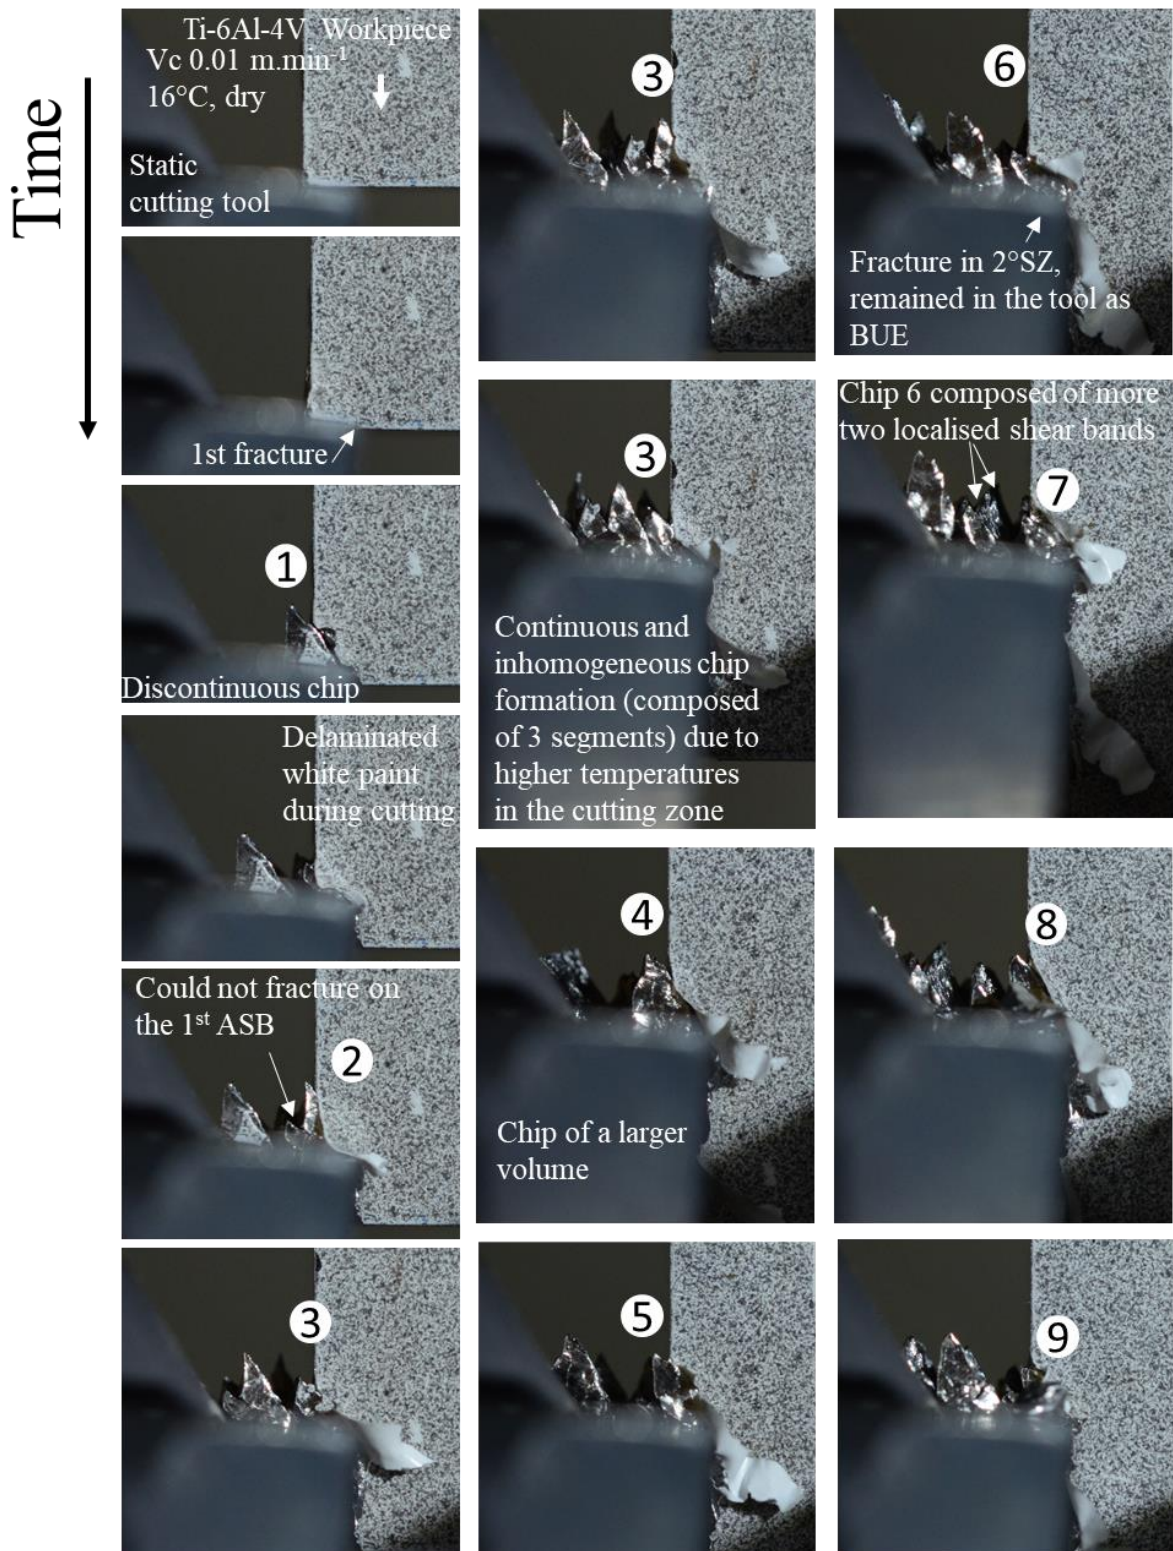 Time
Ti-6Al-4V Workpiece
Vc 0.01 m.min⁻¹
16°C, dry
Static
cutting tool
1st fracture
1
Discontinuous chip
Delaminated
white paint
during cutting
Could not fracture on
the 1st ASB
2
3
3
3
Continuous and
inhomogeneous chip
formation (composed
of 3 segments) due to
higher temperatures
in the cutting zone
4
Chip of a larger
volume
5
6
Fracture in 2°SZ,
remained in the tool as
BUE
Chip 6 composed of more
two localised shear bands
7
8
9